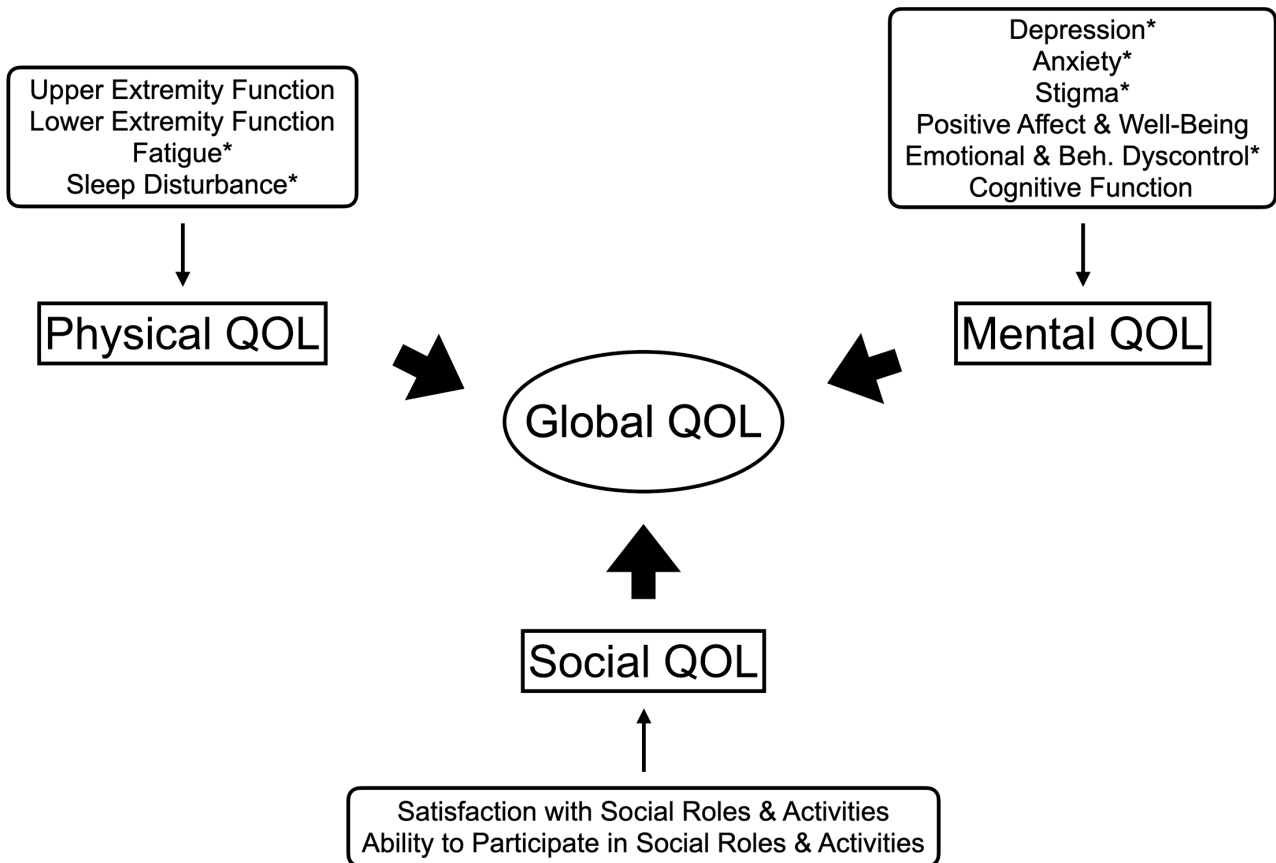 Upper Extremity Function
Lower Extremity Function
Fatigue*
Sleep Disturbance*
Physical QOL
Depression*
Anxiety*
Stigma*
Positive Affect & Well-Being
Emotional & Beh. Dyscontrol*
Cognitive Function
Mental QOL
Global QOL
Social QOL
Satisfaction with Social Roles & Activities
Ability to Participate in Social Roles & Activities